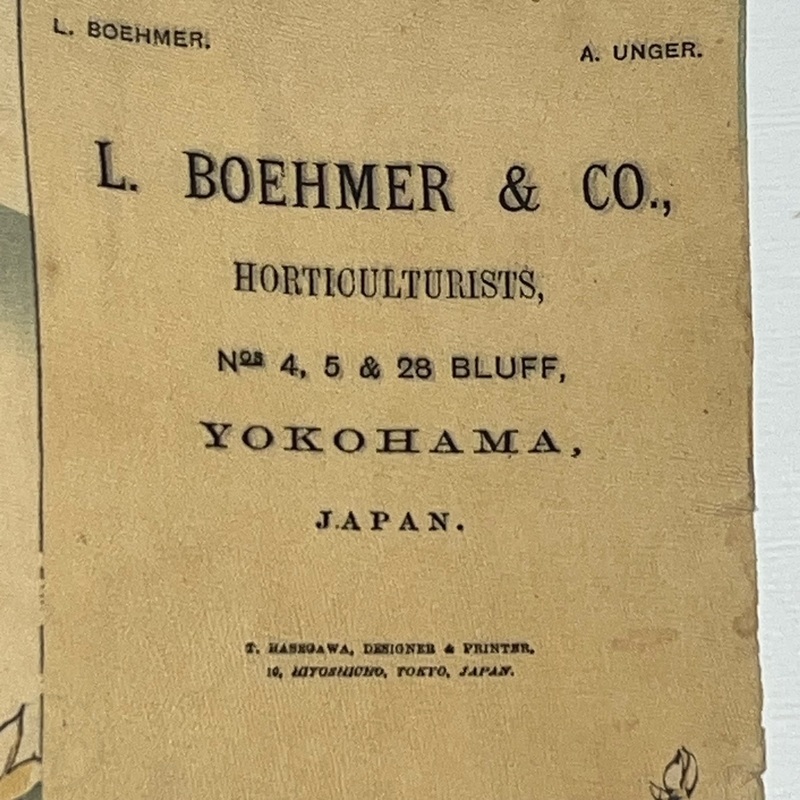 L. BOEHMER.
A. UNGER.
L. BOEHMER & CO.,
HORTICULTURISTS,
Nos 4, 5 & 28 BLUFF,
YOKOHAMA,
JAPAN.
T. HASEGAWA, DESIGNER & PRINTER,
10, HIYOSHICHO, TOKYO, JAPAN.